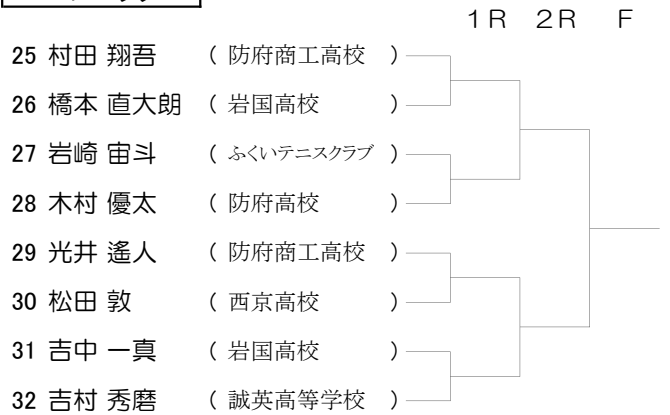 1R 2R F
25 村田 翔吾 ( 防府商工高校 )
26 橋本 直大朗 ( 岩国高校 )
27 岩崎 宙斗 ( ふくいテニスクラブ )
28 木村 優太 ( 防府高校 )
29 光井 遙人 ( 防府商工高校 )
30 松田 敦 ( 西京高校 )
31 吉中 一真 ( 岩国高校 )
32 吉村 秀磨 ( 誠英高等学校 )